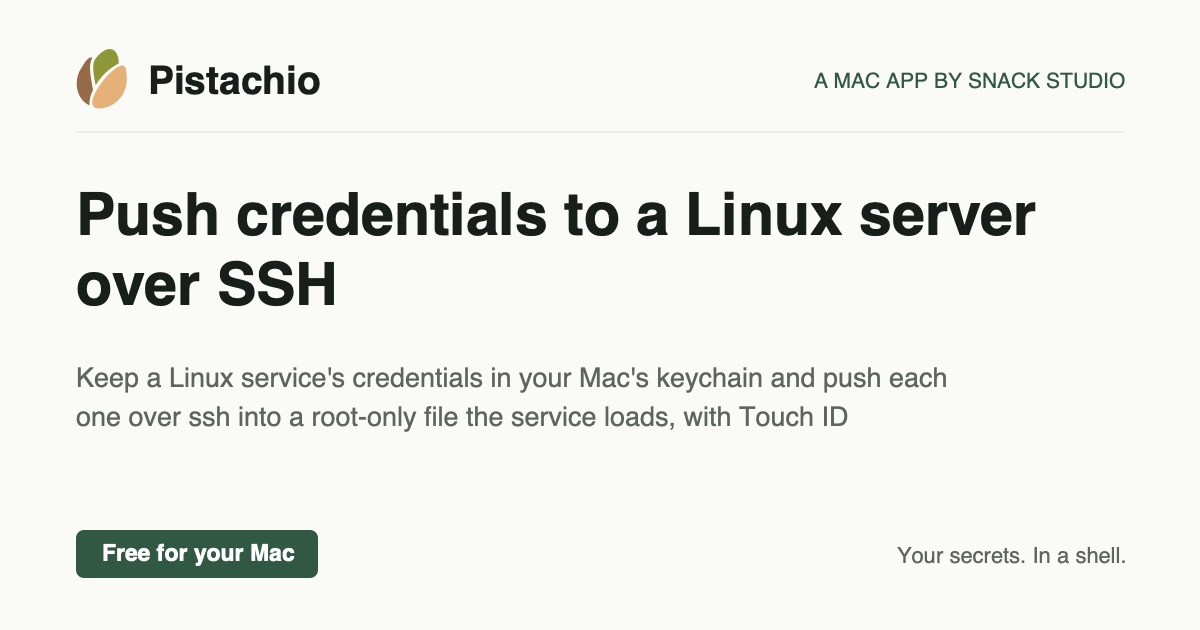 Pistachio
A MAC APP BY SNACK STUDIO
Push credentials to a Linux server
over SSH
Keep a Linux service's credentials in your Mac's keychain and push each
one over ssh into a root-only file the service loads, with Touch ID
Free for your Mac
Your secrets. In a shell.